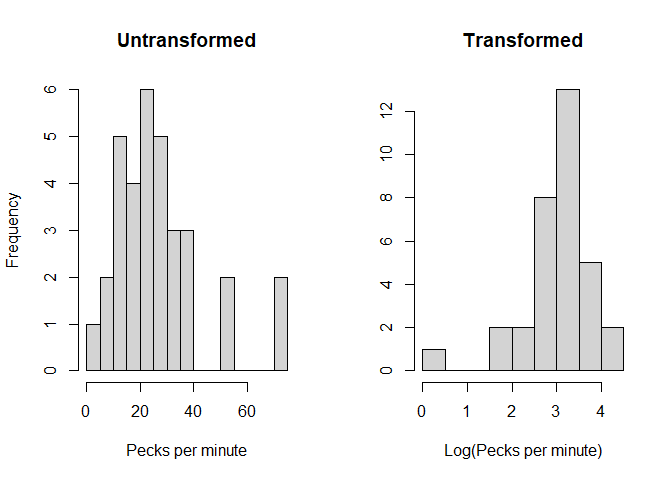 Untransformed
Frequency
0 1 2 3 4 5 6
0 20 40 60
Pecks per minute
Transformed
0 2 4 6 8 10 12
0 1 2 3 4
Log(Pecks per minute)